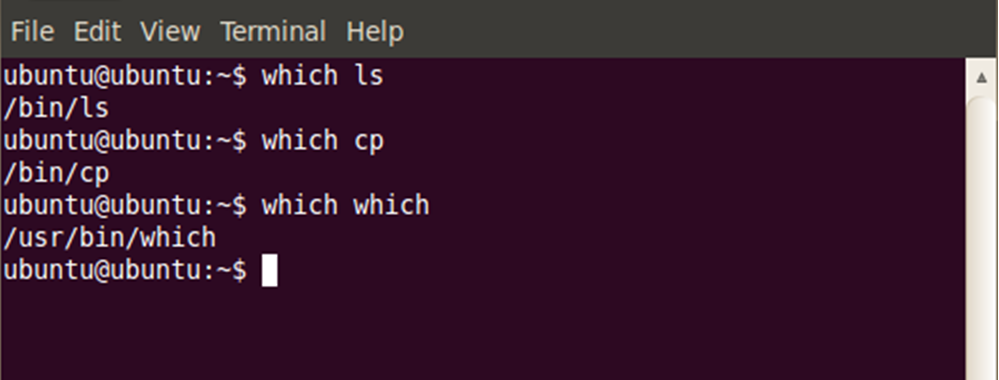 File Edit View Terminal Help
ubuntu@ubuntu:~$ which ls
/bin/ls
ubuntu@ubuntu:~$ which cp
/bin/cp
ubuntu@ubuntu:~$ which which
/usr/bin/which
ubuntu@ubuntu:~$